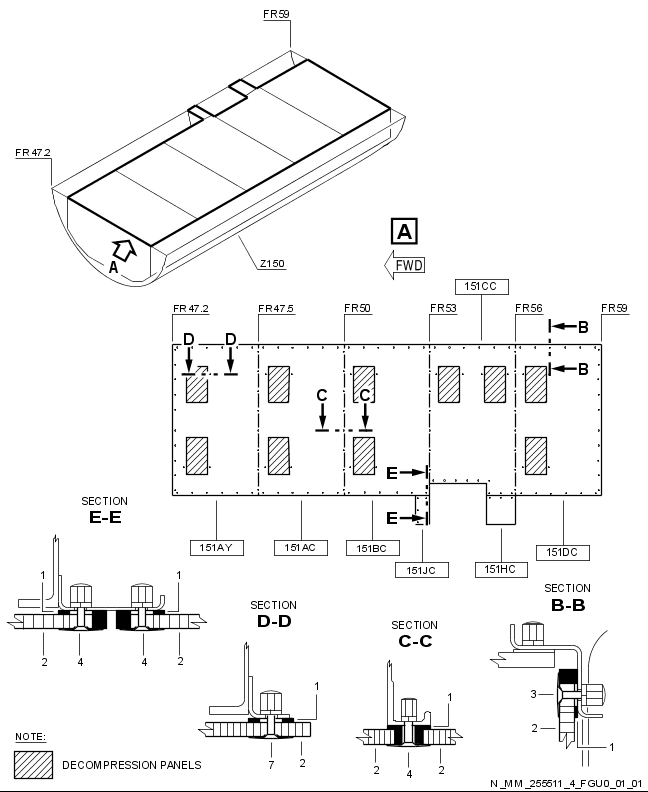 FR59
FR47.2
A
Z150
A
FWD
151CC
FR47.2 FR47.5 FR50 FR53 FR56 FR59
B
D D
B
C C
E
E
151AY 151AC 151BC 151JC 151HC 151DC
SECTION
E-E
1 1
2 4 4 2
SECTION
D-D
1
7 2
SECTION
C-C
1
2 4 2
SECTION
B-B
3
2
1
NOTE:
DECOMPRESSION PANELS
N_MM_255511_4_FGU0_01_01